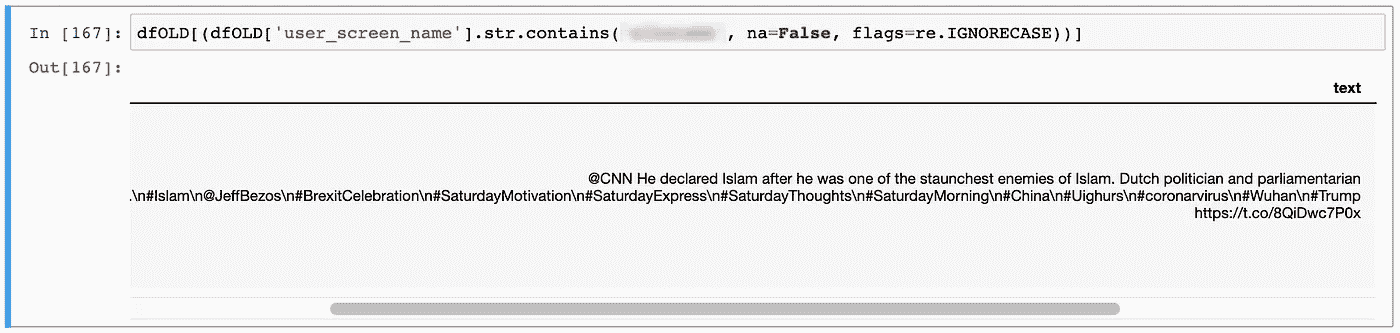 In [167]: dfOLD[(dfOLD['user_screen_name'].str.contains( , na=False, flags=re.IGNORECASE))]
Out[167]:
text
@CNN He declared Islam after he was one of the staunchest enemies of Islam. Dutch politician and parliamentarian
.\n#Islam\n@JeffBezos\n#BrexitCelebration\n#SaturdayMotivation\n#SaturdayExpress\n#SaturdayThoughts\n#SaturdayMorning\n#China\n#Uighurs\n#coronarvirus\n#Wuhan\n#Trump
https://t.co/8QiDwc7P0x